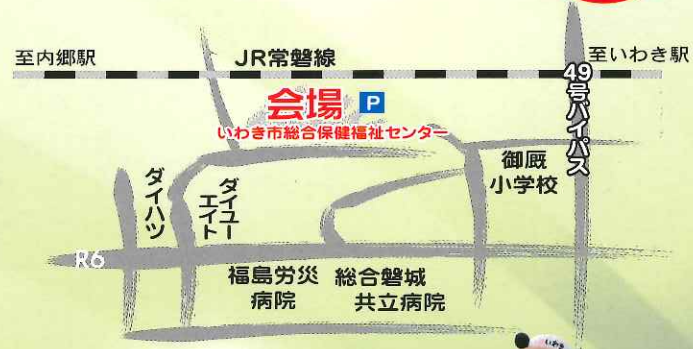 至内郷駅
JR常磐線
至いわき駅
49号バイパス
会場 P
いわき市総合保健福祉センター
御厩
小学校
ダイハツ
ダイユー
エイト
R6
福島労災
病院
総合磐城
共立病院
いわき